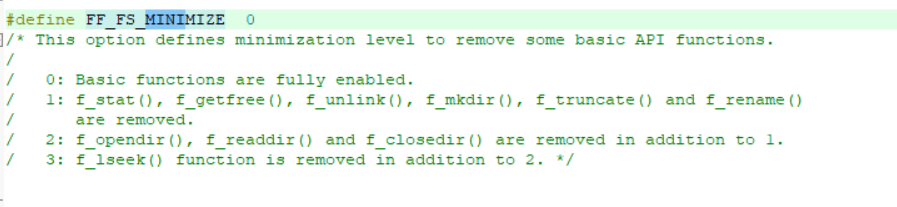 #define FF_FS_MINIMIZE 0
/* This option defines minimization level to remove some basic API functions.
/
/ 0: Basic functions are fully enabled.
/ 1: f_stat(), f_getfree(), f_unlink(), f_mkdir(), f_truncate() and f_rename()
/ are removed.
/ 2: f_opendir(), f_readdir() and f_closedir() are removed in addition to 1.
/ 3: f_lseek() function is removed in addition to 2. */